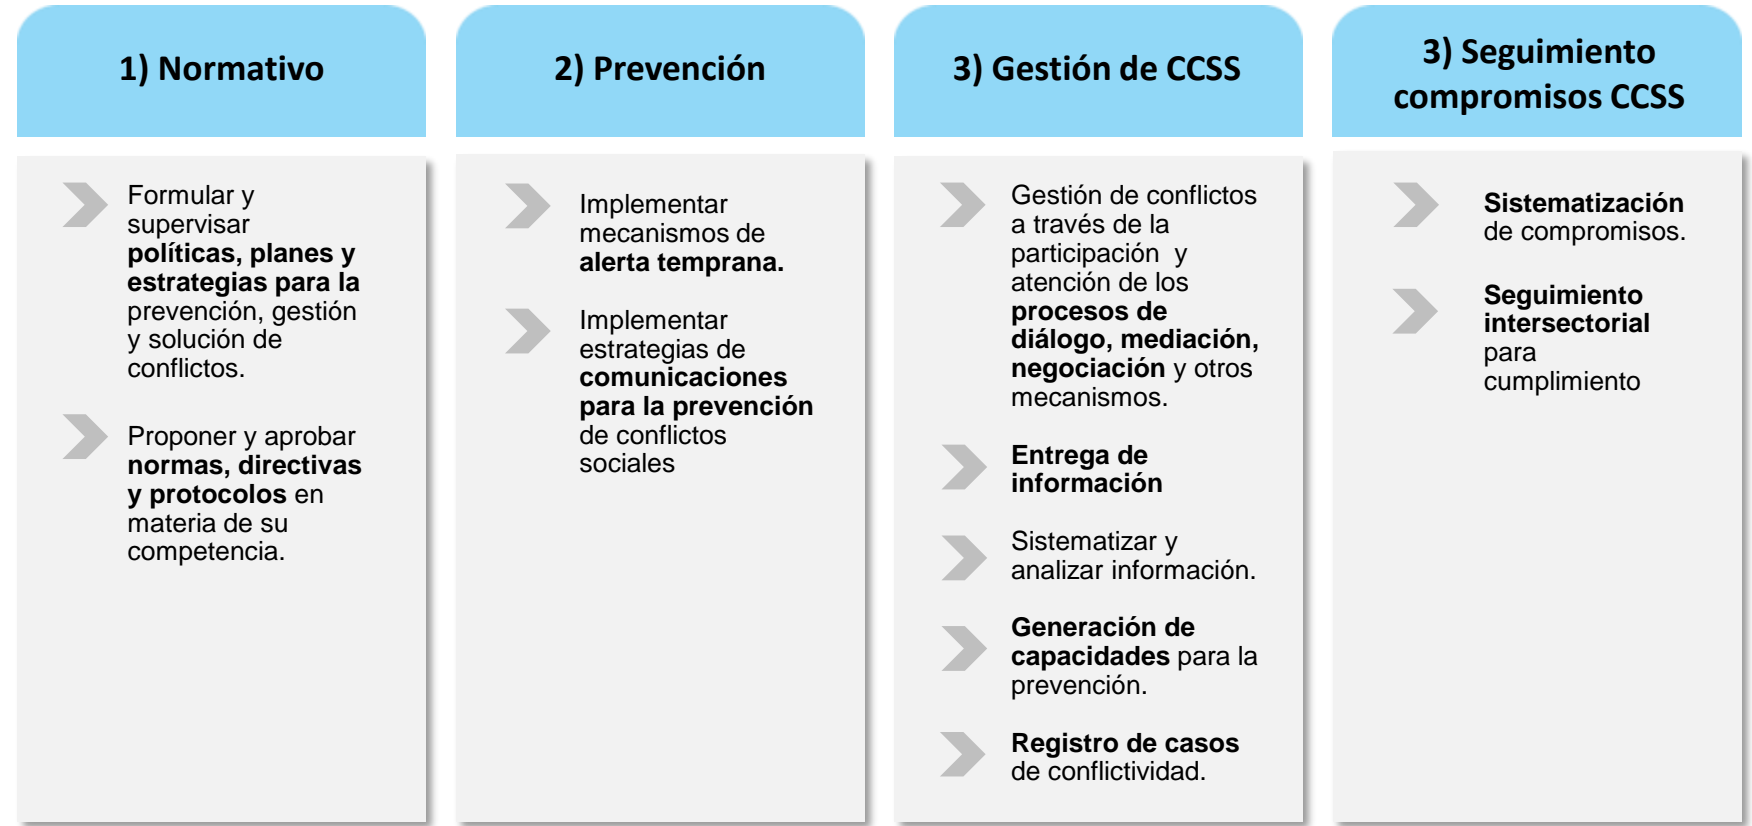 1) Normativo
Formular y
supervisar
políticas, planes y
estrategias para la
prevención, gestión
y solución de
conflictos.
Proponer y aprobar
normas, directivas
y protocolos en
materia de su
competencia.
2) Prevención
Implementar
mecanismos de
alerta temprana.
Implementar
estrategias de
comunicaciones
para la prevención
de conflictos
sociales
3) Gestión de CCSS
Gestión de conflictos
a través de la
participación y
atención de los
procesos de
diálogo, mediación,
negociación y otros
mecanismos.
Entrega de
información
Sistematizar y
analizar información.
Generación de
capacidades para la
prevención.
Registro de casos
de conflictividad.
3) Seguimiento
compromisos CCSS
Sistematización
de compromisos.
Seguimiento
intersectorial
para
cumplimiento